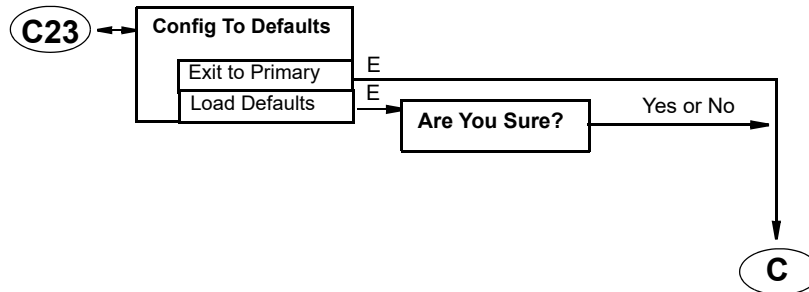 C23
Config To Defaults
Exit to Primary
E
Load Defaults
E
Are You Sure?
Yes or No
C